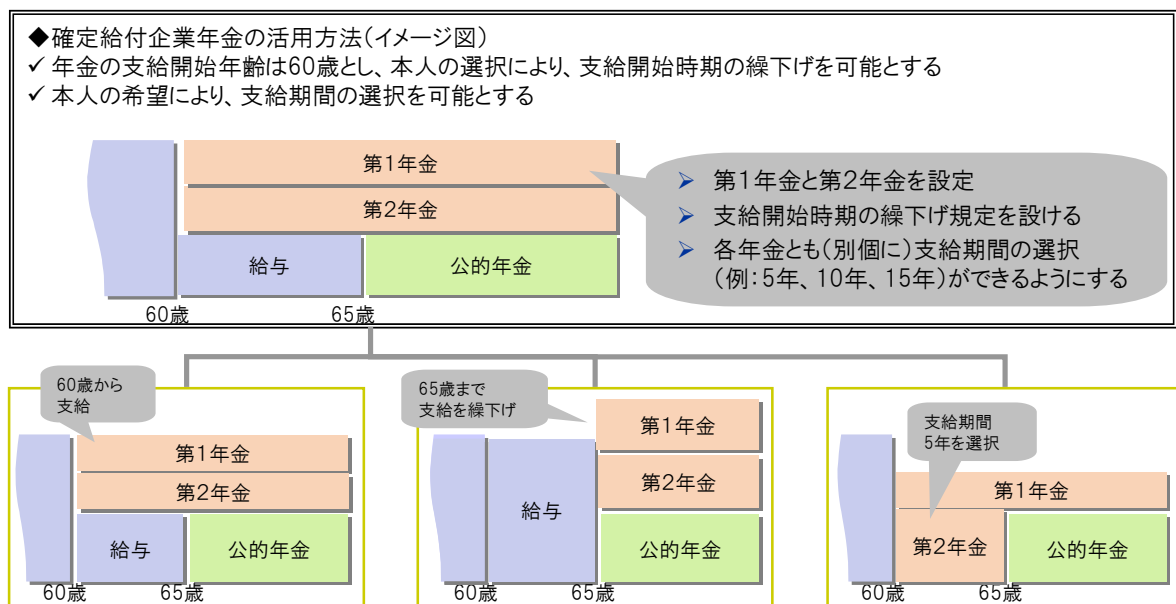 ◆確定給付企業年金の活用方法(イメージ図)
✓ 年金の支給開始年齢は60歳とし、本人の選択により、支給開始時期の繰下げを可能とする
✓ 本人の希望により、支給期間の選択を可能とする
第1年金
第2年金
給与
公的年金
60歳
65歳
➢ 第1年金と第2年金を設定
➢ 支給開始時期の繰下げ規定を設ける
➢ 各年金とも(別個に)支給期間の選択
(例:5年、10年、15年)ができるようにする
60歳から
支給
第1年金
第2年金
給与
公的年金
60歳
65歳
65歳まで
支給を繰下げ
第1年金
第2年金
給与
公的年金
60歳
65歳
支給期間
5年を選択
第1年金
第2年金
公的年金
60歳
65歳